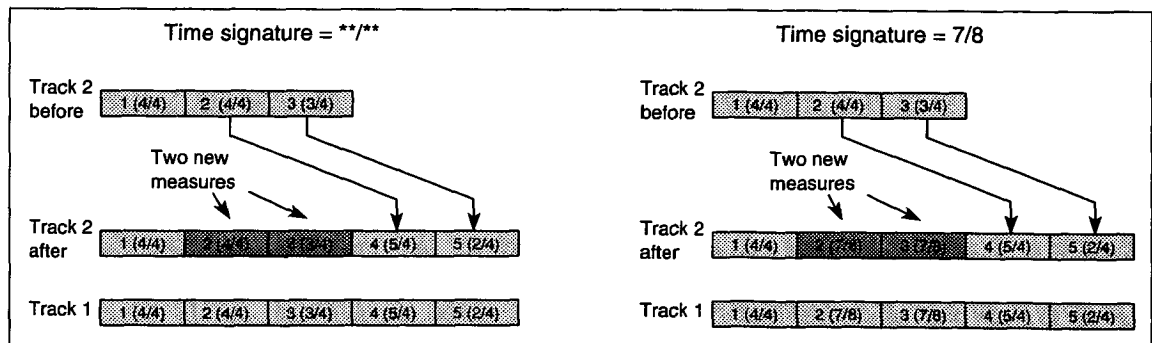 Time signature = **/**
Track 2 before
1 (4/4) 2 (4/4) 3 (3/4)
Two new measures
Track 2 after
1 (4/4) 2 (4/4) 3 (3/4) 4 (5/4) 5 (2/4)
Track 1
1 (4/4) 2 (4/4) 3 (3/4) 4 (5/4) 5 (2/4)
Time signature = 7/8
Track 2 before
1 (4/4) 2 (4/4) 3 (3/4)
Two new measures
Track 2 after
1 (4/4) 2 (7/8) 3 (7/8) 4 (5/4) 5 (2/4)
Track 1
1 (4/4) 2 (7/8) 3 (7/8) 4 (5/4) 5 (2/4)